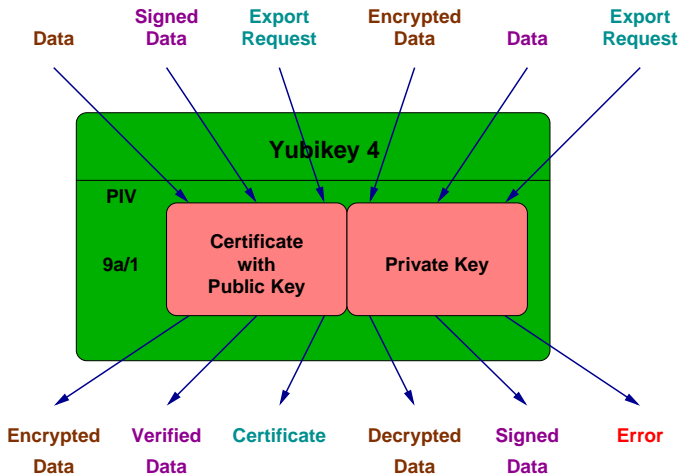 Data
Signed
Data
Export
Request
Encrypted
Data
Data
Export
Request
Yubikey 4
PIV
9a/1
Certificate
with
Public Key
Private Key
Encrypted
Data
Verified
Data
Certificate
Decrypted
Data
Signed
Data
Error